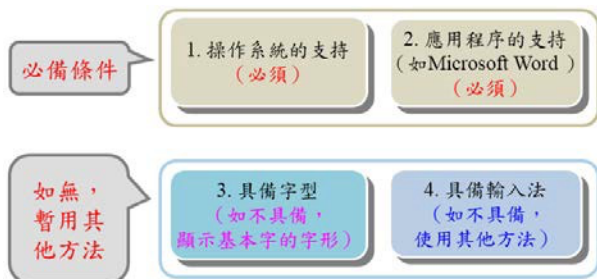 必備條件
1. 操作系統的支持
（必須）
2. 應用程序的支持
（如Microsoft Word）
（必須）
如無，
暫用其
他方法
3. 具備字型
（如不具備，
顯示基本字的字形）
4. 具備輸入法
（如不具備，
使用其他方法）